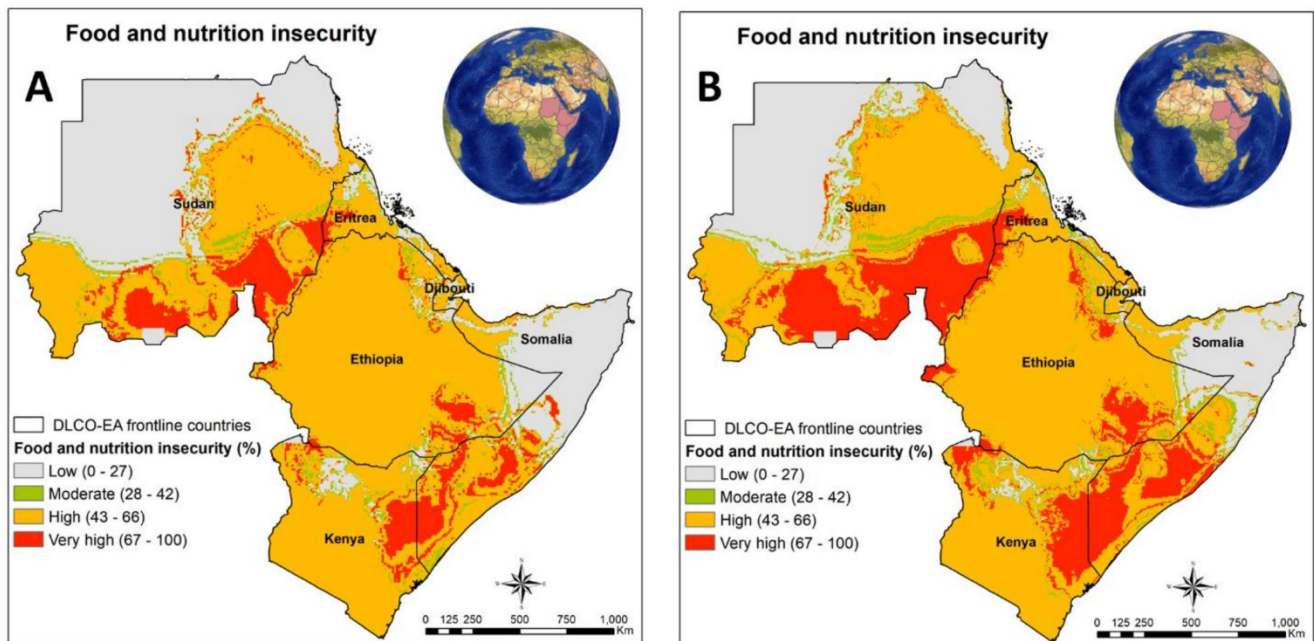 Food and nutrition insecurity
A
Sudan
Eritrea
Djibouti
Somalia
Ethiopia
Kenya
DLCO-EA frontline countries
Food and nutrition insecurity (%)
Low (0 - 27)
Moderate (28 - 42)
High (43 - 66)
Very high (67 - 100)
N
W
E
S
0 125 250 500 750 1,000
Km
Food and nutrition insecurity
B
Sudan
Eritrea
Djibouti
Somalia
Ethiopia
Kenya
DLCO-EA frontline countries
Food and nutrition insecurity (%)
Low (0 - 27)
Moderate (28 - 42)
High (43 - 66)
Very high (67 - 100)
N
W
E
S
0 125 250 500 750 1,000
Km